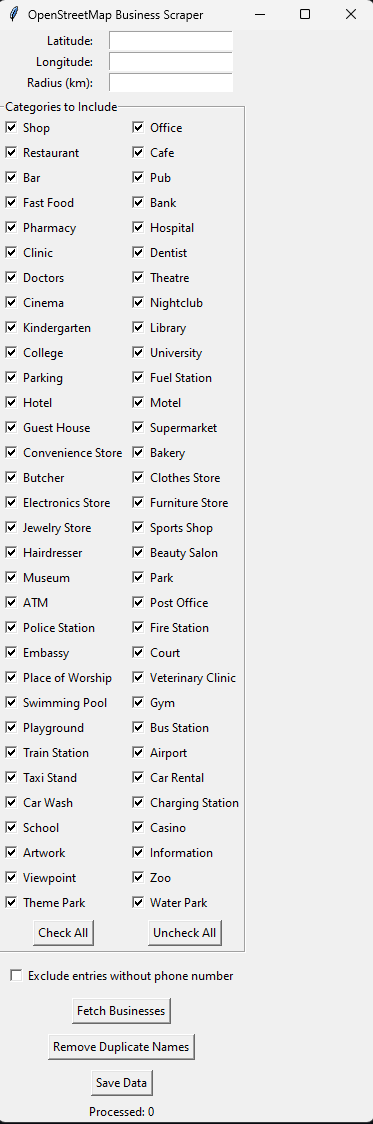 OpenStreetMap Business Scraper
Latitude:
Longitude:
Radius (km):
Categories to Include
Shop Office
Restaurant Cafe
Bar Pub
Fast Food Bank
Pharmacy Hospital
Clinic Dentist
Doctors Theatre
Cinema Nightclub
Kindergarten Library
College University
Parking Fuel Station
Hotel Motel
Guest House Supermarket
Convenience Store Bakery
Butcher Clothes Store
Electronics Store Furniture Store
Jewelry Store Sports Shop
Hairdresser Beauty Salon
Museum Park
ATM Post Office
Police Station Fire Station
Embassy Court
Place of Worship Veterinary Clinic
Swimming Pool Gym
Playground Bus Station
Train Station Airport
Taxi Stand Car Rental
Car Wash Charging Station
School Casino
Artwork Information
Viewpoint Zoo
Theme Park Water Park
Check All Uncheck All
Exclude entries without phone number
Fetch Businesses
Remove Duplicate Names
Save Data
Processed: 0